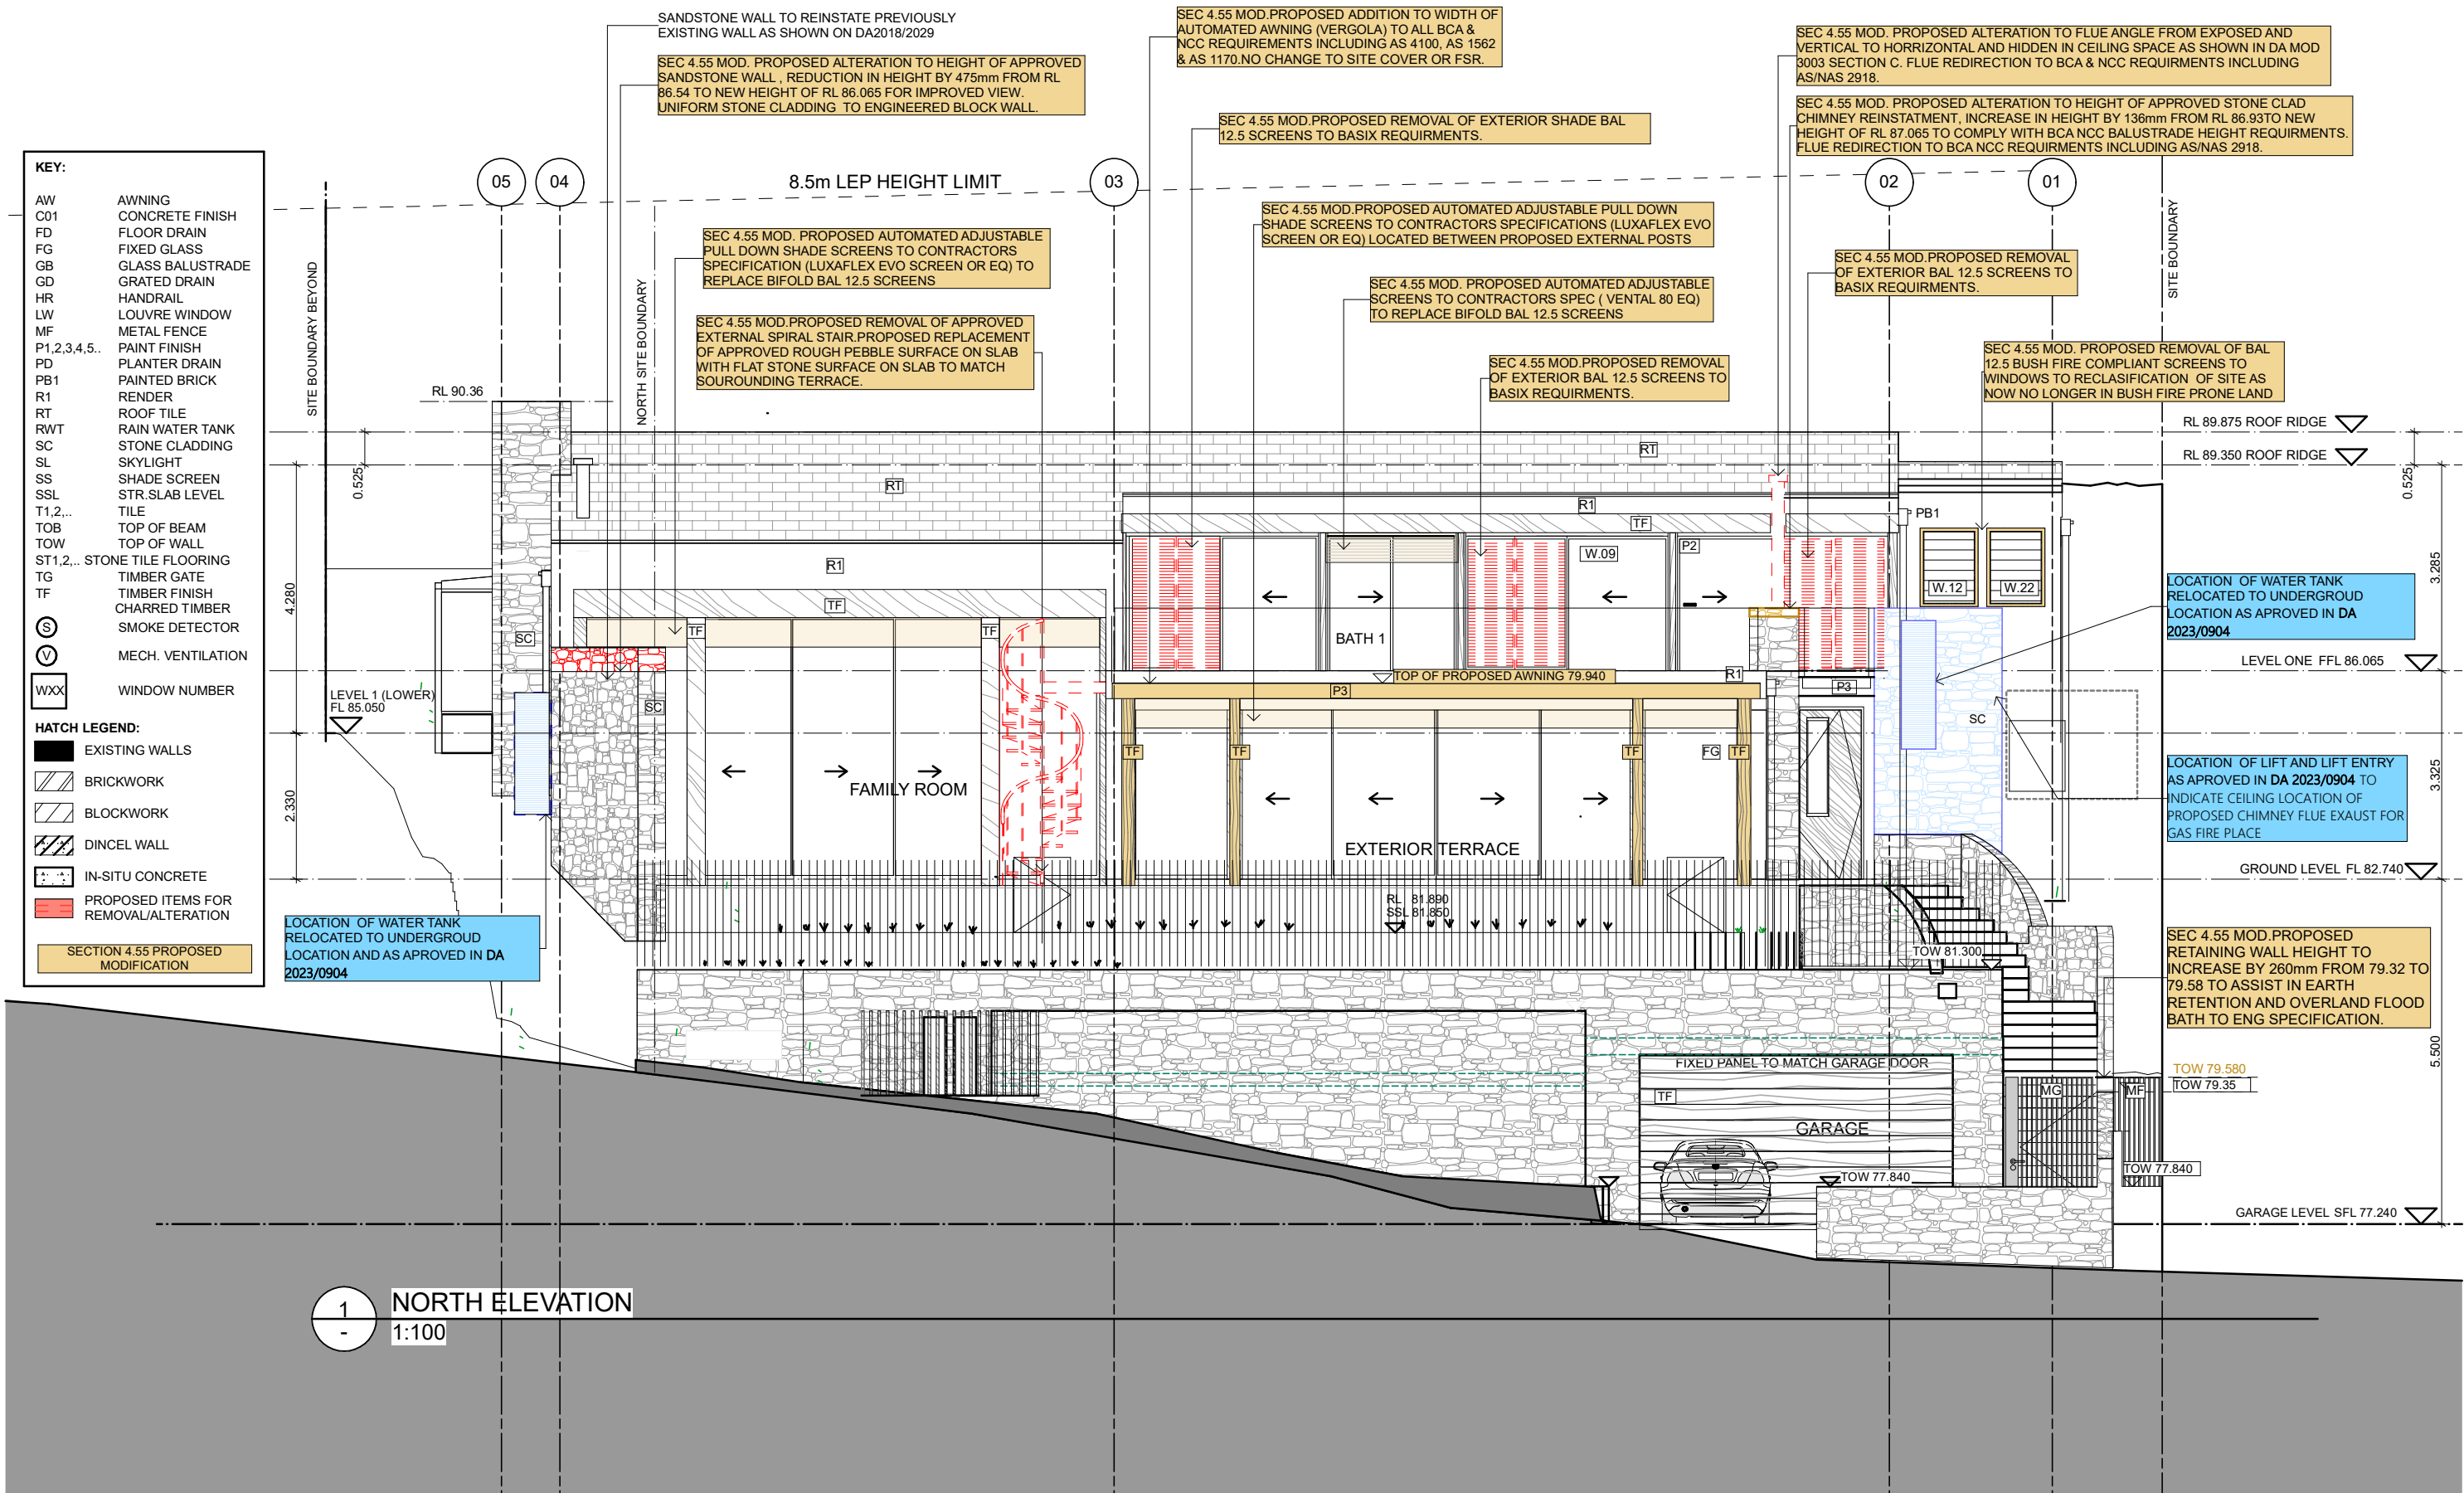 SANDSTONE WALL TO REINSTATE PREVIOUSLY
EXISTING WALL AS SHOWN ON DA2018/2029
SEC 4.55 MOD. PROPOSED ALTERATION TO HEIGHT OF APPROVED
SANDSTONE WALL , REDUCTION IN HEIGHT BY 475mm FROM RL
86.54 TO NEW HEIGHT OF RL 86.065 FOR IMPROVED VIEW.
UNIFORM STONE CLADDING TO ENGINEERED BLOCK WALL.
SEC 4.55 MOD.PROPOSED ADDITION TO WIDTH OF
AUTOMATED AWNING (VERGOLA) TO ALL BCA &
NCC REQUIREMENTS INCLUDING AS 4100, AS 1562
& AS 1170.NO CHANGE TO SITE COVER OR FSR.
SEC 4.55 MOD.PROPOSED REMOVAL OF EXTERIOR SHADE BAL
12.5 SCREENS TO BASIX REQUIRMENTS.
SEC 4.55 MOD. PROPOSED ALTERATION TO FLUE ANGLE FROM EXPOSED AND
VERTICAL TO HORRIZONTAL AND HIDDEN IN CEILING SPACE AS SHOWN IN DA MOD
3003 SECTION C. FLUE REDIRECTION TO BCA & NCC REQUIRMENTS INCLUDING
AS/NAS 2918.
SEC 4.55 MOD. PROPOSED ALTERATION TO HEIGHT OF APPROVED STONE CLAD
CHIMNEY REINSTATMENT, INCREASE IN HEIGHT BY 136mm FROM RL 86.93TO NEW
HEIGHT OF RL 87.065 TO COMPLY WITH BCA NCC BALUSTRADE HEIGHT REQUIRMENTS.
FLUE REDIRECTION TO BCA NCC REQUIRMENTS INCLUDING AS/NAS 2918.
KEY:
AW AWNING
C01 CONCRETE FINISH
FD FLOOR DRAIN
FG FIXED GLASS
GB GLASS BALUSTRADE
GD GRATED DRAIN
HR HANDRAIL
LW LOUVRE WINDOW
MF METAL FENCE
P1,2,3,4,5.. PAINT FINISH
PD PLANTER DRAIN
PB1 PAINTED BRICK
R1 RENDER
RT ROOF TILE
RWT RAIN WATER TANK
SC STONE CLADDING
SL SKYLIGHT
SS SHADE SCREEN
SSL STR.SLAB LEVEL
T1,2,.. TILE
TOB TOP OF BEAM
TOW TOP OF WALL
ST1,2,.. STONE TILE FLOORING
TG TIMBER GATE
TF TIMBER FINISH
CHARRED TIMBER
S SMOKE DETECTOR
V MECH. VENTILATION
WXX WINDOW NUMBER
HATCH LEGEND:
EXISTING WALLS
BRICKWORK
BLOCKWORK
DINCEL WALL
IN-SITU CONCRETE
PROPOSED ITEMS FOR
REMOVAL/ALTERATION
SECTION 4.55 PROPOSED
MODIFICATION
05
04
8.5m LEP HEIGHT LIMIT
03
02
01
SITE BOUNDARY BEYOND
NORTH SITE BOUNDARY
SITE BOUNDARY
SEC 4.55 MOD. PROPOSED AUTOMATED ADJUSTABLE
PULL DOWN SHADE SCREENS TO CONTRACTORS
SPECIFICATION (LUXAFLEX EVO SCREEN OR EQ) TO
REPLACE BIFOLD BAL 12.5 SCREENS
SEC 4.55 MOD.PROPOSED REMOVAL OF APPROVED
EXTERNAL SPIRAL STAIR.PROPOSED REPLACEMENT
OF APPROVED ROUGH PEBBLE SURFACE ON SLAB
WITH FLAT STONE SURFACE ON SLAB TO MATCH
SOUROUNDING TERRACE.
SEC 4.55 MOD.PROPOSED AUTOMATED ADJUSTABLE PULL DOWN
SHADE SCREENS TO CONTRACTORS SPECIFICATIONS (LUXAFLEX EVO
SCREEN OR EQ) LOCATED BETWEEN PROPOSED EXTERNAL POSTS
SEC 4.55 MOD. PROPOSED AUTOMATED ADJUSTABLE
SCREENS TO CONTRACTORS SPEC ( VENTAL 80 EQ)
TO REPLACE BIFOLD BAL 12.5 SCREENS
SEC 4.55 MOD.PROPOSED REMOVAL
OF EXTERIOR BAL 12.5 SCREENS TO
BASIX REQUIRMENTS.
SEC 4.55 MOD.PROPOSED REMOVAL
OF EXTERIOR BAL 12.5 SCREENS TO
BASIX REQUIRMENTS.
SEC 4.55 MOD. PROPOSED REMOVAL OF BAL
12.5 BUSH FIRE COMPLIANT SCREENS TO
WINDOWS TO RECLASIFICATION OF SITE AS
NOW NO LONGER IN BUSH FIRE PRONE LAND
RL 90.36
RL 89.875 ROOF RIDGE
RL 89.350 ROOF RIDGE
0.525
0.525
RT
RT
R1
TF
PB1
R1
W.09
P2
W.12
W.22
4.280
3.285
TF
BATH 1
SC
TF
TF
LOCATION OF WATER TANK
RELOCATED TO UNDERGROUD
LOCATION AS APROVED IN DA
2023/0904
LEVEL ONE FFL 86.065
TOP OF PROPOSED AWNING 79.940
R1
P3
P3
LEVEL 1 (LOWER)
FL 85.050
SC
SC
TF
TF
TF
FG
TF
LOCATION OF LIFT AND LIFT ENTRY
AS APROVED IN DA 2023/0904 TO
INDICATE CEILING LOCATION OF
PROPOSED CHIMNEY FLUE EXAUST FOR
GAS FIRE PLACE
3.325
2.330
FAMILY ROOM
EXTERIOR TERRACE
GROUND LEVEL FL 82.740
RL 81.890
SSL 81.850
LOCATION OF WATER TANK
RELOCATED TO UNDERGROUD
LOCATION AND AS APROVED IN DA
2023/0904
TOW 81.300
SEC 4.55 MOD.PROPOSED
RETAINING WALL HEIGHT TO
INCREASE BY 260mm FROM 79.32 TO
79.58 TO ASSIST IN EARTH
RETENTION AND OVERLAND FLOOD
BATH TO ENG SPECIFICATION.
5.500
FIXED PANEL TO MATCH GARAGE DOOR
TOW 79.580
TOW 79.35
TF
MG
MF
GARAGE
TOW 77.840
TOW 77.840
GARAGE LEVEL SFL 77.240
1
-
NORTH ELEVATION
1:100